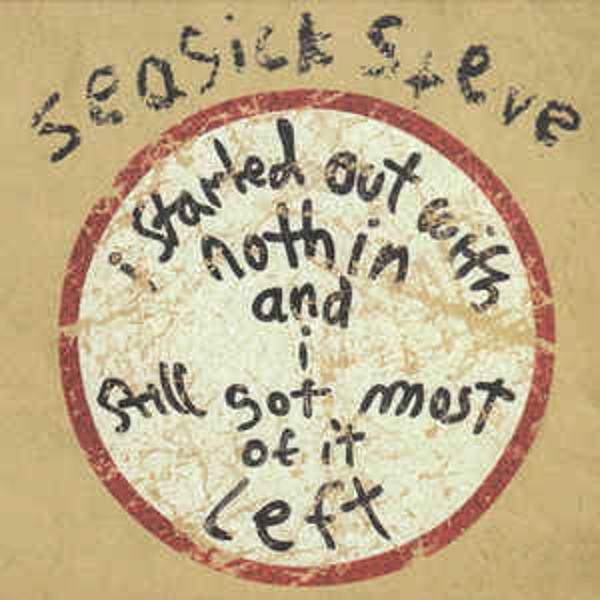 seasick steve
i started out with
nothin
and
i
still got most
of it
left